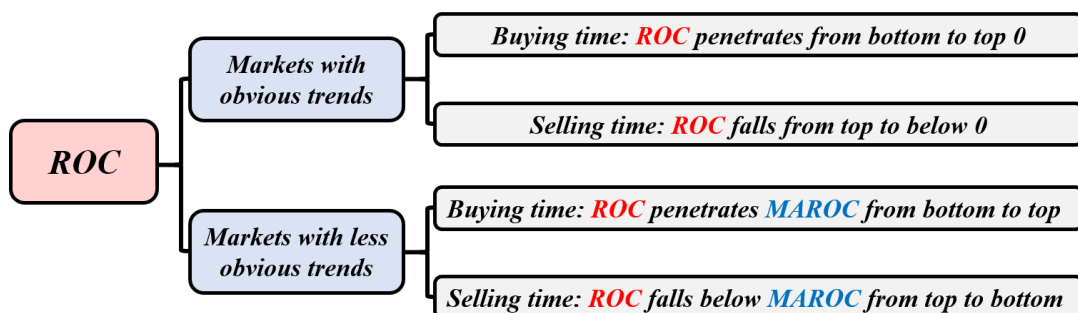 ROC
Markets with
obvious trends
Buying time: ROC penetrates from bottom to top 0
Selling time: ROC falls from top to below 0
Markets with less
obvious trends
Buying time: ROC penetrates MAROC from bottom to top
Selling time: ROC falls below MAROC from top to bottom